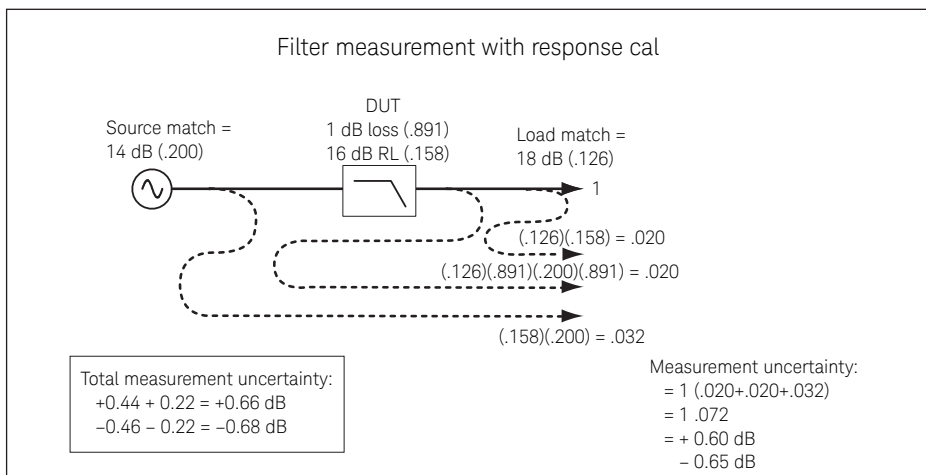 Filter measurement with response cal
Source match =
14 dB (.200)
DUT
1 dB loss (.891)
16 dB RL (.158)
Load match =
18 dB (.126)
1
(.126)(.158) = .020
(.126)(.891)(.200)(.891) = .020
(.158)(.200) = .032
Total measurement uncertainty:
+0.44 + 0.22 = +0.66 dB
−0.46 − 0.22 = −0.68 dB
Measurement uncertainty:
= 1 (.020+.020+.032)
= 1 .072
= + 0.60 dB
− 0.65 dB